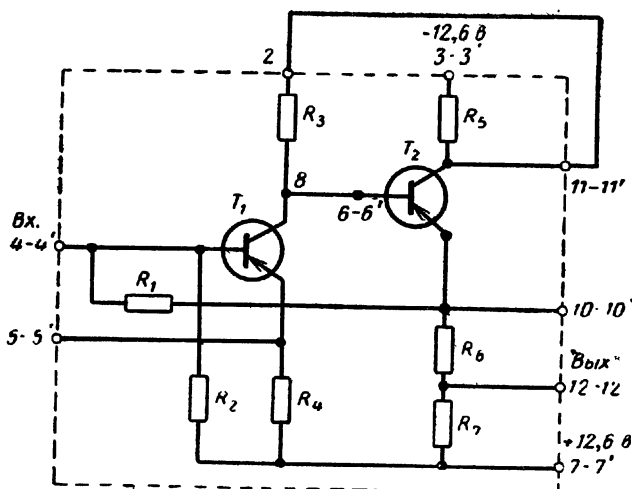 -12,6 В
2
3-3'
R₃
R₅
T₂
8
11-11'
T₁
6-6'
Вх.
4-4'
R₁
10-10'
5-5'
R₆
"Вых"
12-12
R₂
R₄
R₇
+12,6 В
7-7'